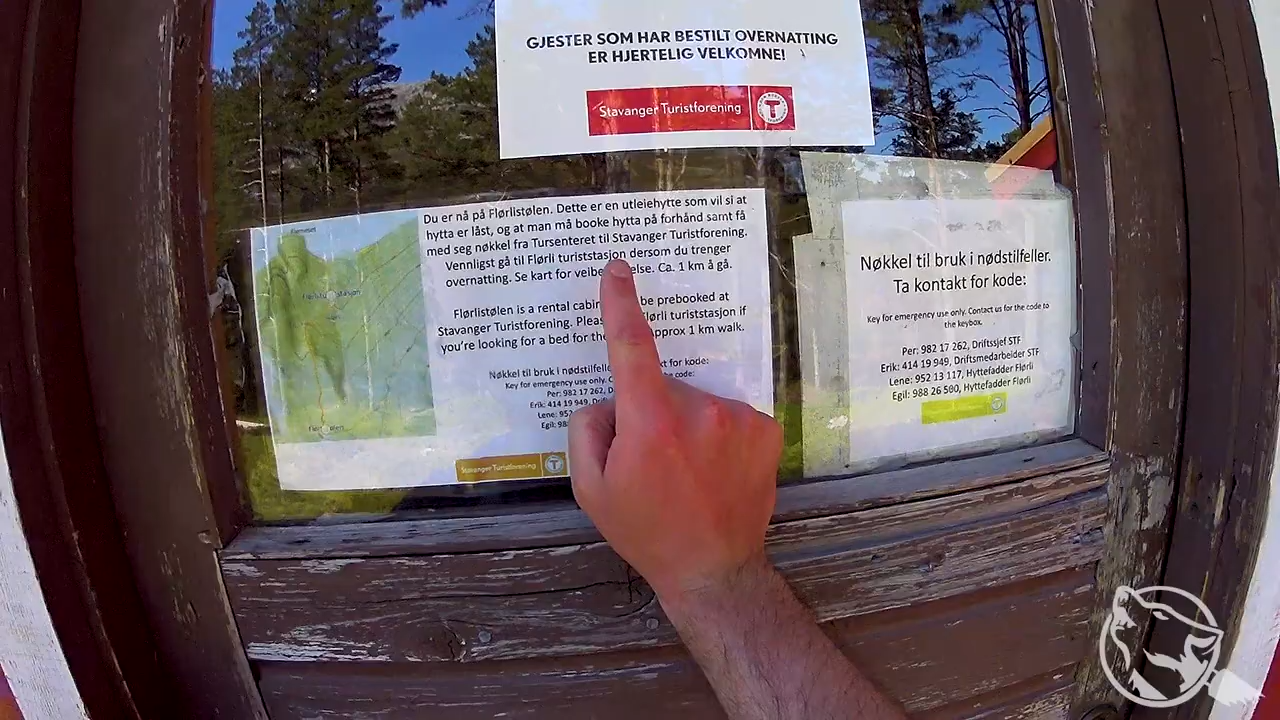 GJESTER SOM HAR BESTILT OVERNATTING
ER HJERTELIG VELKOMNE!
Stavanger Turistforening
Du er nå på Flørlistølen. Dette er en utleiehytte som vil si at
hytta er låst, og at man må booke hytta på forhånd samt få
med seg nøkkel fra Tursenteret til Stavanger Turistforening.
Vennligst gå til Flørli turiststasjon dersom du trenger
overnatting. Se kart for Ca. 1 km å gå.
Flørlistølen is a rental be prebooked at
Stavanger Turistforening. Flørli turiststasjon if
you're looking for a bed for approx 1 km walk.
Nøkkel til bruk i for kode:
Key for emergency use only. code:
Per: 982 17 262,
Erik: 414 19 949,
Lene:
Egil:
Stavanger Turistforening
Nøkkel til bruk i nødstilfeller.
Ta kontakt for kode:
Key for emergency use only. Contact us for the code to
the keybox.
Per: 982 17 262, Driftssjef STF
Erik: 414 19 949, Driftsmedarbeider STF
Lene: 952 13 117, Hyttefadder Flørli
Egil: 988 26 580, Hyttefadder Flørli